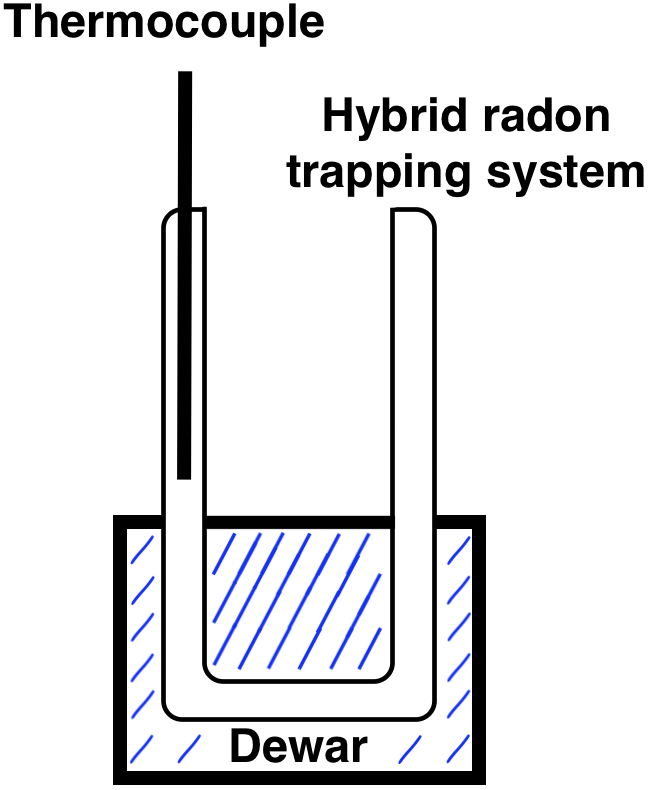 Thermocouple
Hybrid radon
trapping system
Dewar